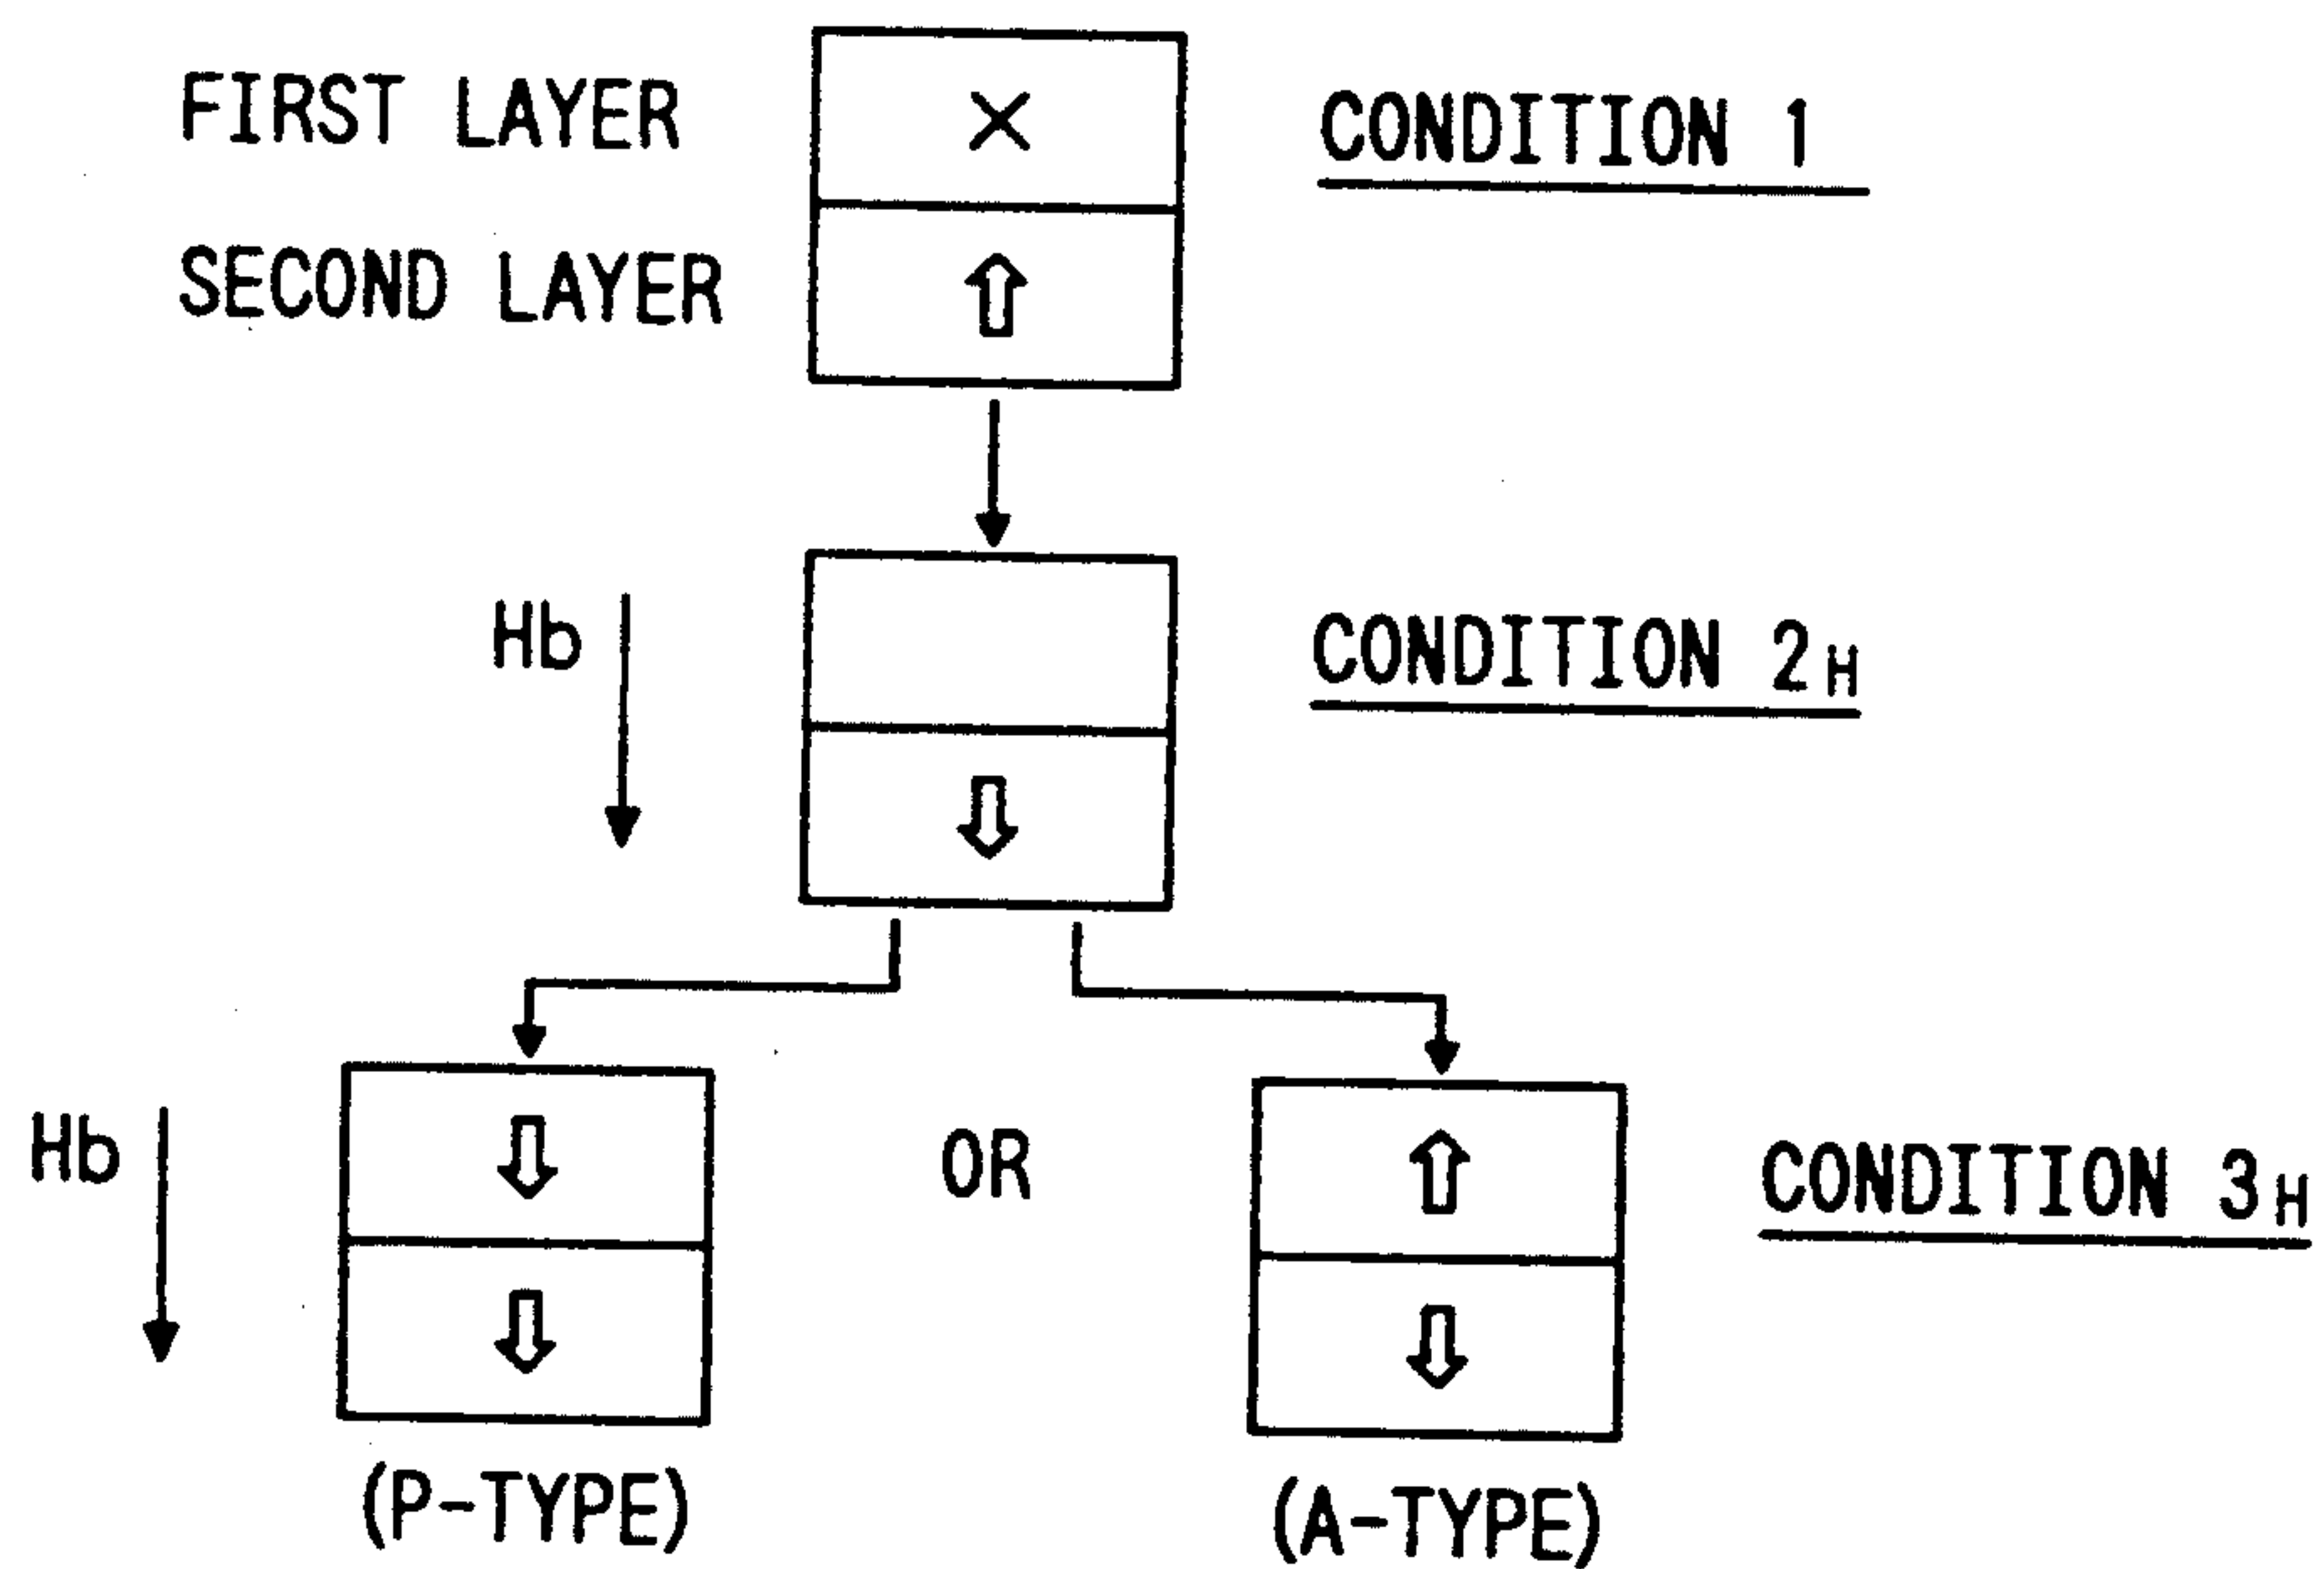 FIRST LAYER
CONDITION 1
SECOND LAYER
Hb
CONDITION 2H
Hb
OR
CONDITION 3H
(P-TYPE)
(A-TYPE)